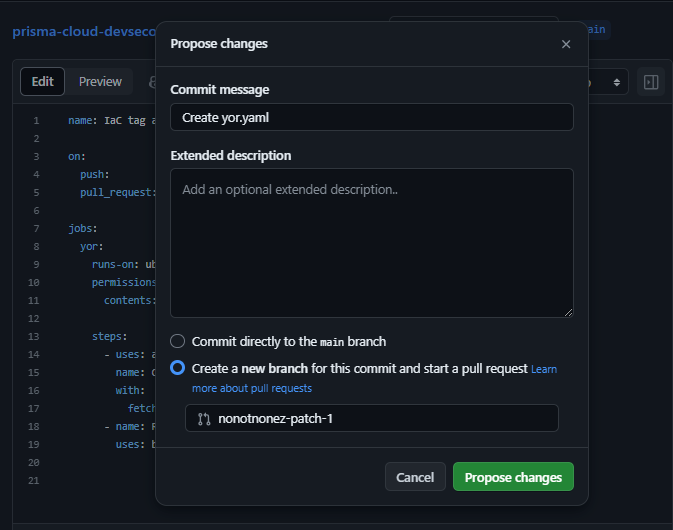 prisma-cloud-devseco
ain
Propose changes
Edit
Preview
Commit message
Create yor.yaml
Extended description
Add an optional extended description..
1 name: IaC tag a
2
3 on:
4 push:
5 pull_request:
6
7 jobs:
8 yor:
9 runs-on: ub
10 permissions
11 contents:
12
13 steps:
14 - uses: a
15 name: C
16 with:
17 fetc
18 - name: R
19 uses: b
20
21
Commit directly to the main branch
Create a new branch for this commit and start a pull request Learn
more about pull requests
nonotnonez-patch-1
Cancel
Propose changes